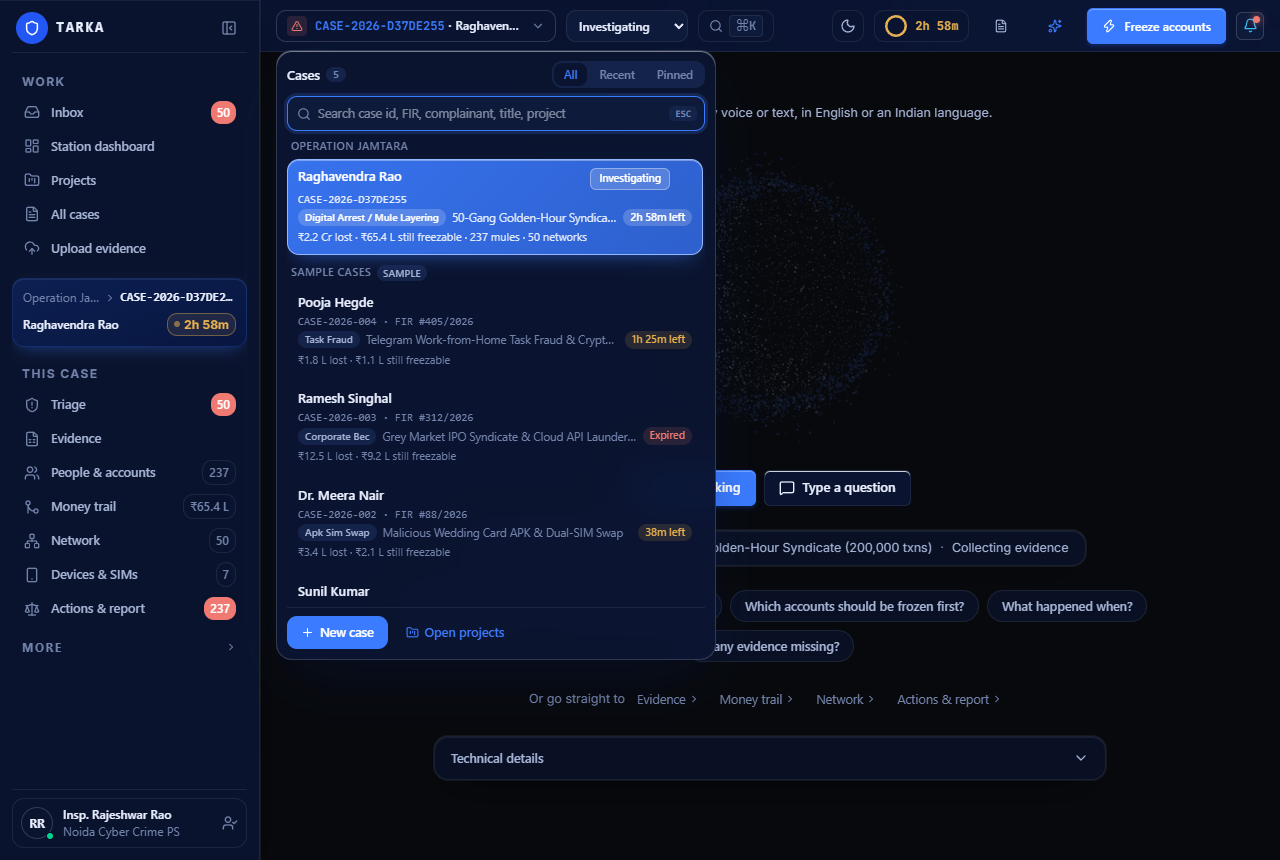 TARKA
WORK
Inbox 50
Station dashboard
Projects
All cases
Upload evidence
Operation Ja... > CASE-2026-D37DE2...
Raghavendra Rao 2h 58m
THIS CASE
Triage 50
Evidence
People & accounts 237
Money trail ₹65.4 L
Network 50
Devices & SIMs 7
Actions & report 237
MORE
RR
Insp. Rajeshwar Rao
Noida Cyber Crime PS
CASE-2026-D37DE255 · Raghaven... Investigating ⌘K 2h 58m Freeze accounts
Cases 5 All Recent Pinned
Search case id, FIR, complainant, title, project ESC
OPERATION JAMTARA
Raghavendra Rao Investigating
CASE-2026-D37DE255
Digital Arrest / Mule Layering 50-Gang Golden-Hour Syndica... 2h 58m left
₹2.2 Cr lost · ₹65.4 L still freezable · 237 mules · 50 networks
SAMPLE CASES SAMPLE
Pooja Hegde
CASE-2026-004 · FIR #405/2026
Task Fraud Telegram Work-from-Home Task Fraud & Crypt... 1h 25m left
₹1.8 L lost · ₹1.1 L still freezable
Ramesh Singhal
CASE-2026-003 · FIR #312/2026
Corporate Bec Grey Market IPO Syndicate & Cloud API Launder... Expired
₹12.5 L lost · ₹9.2 L still freezable
Dr. Meera Nair
CASE-2026-002 · FIR #88/2026
Apk Sim Swap Malicious Wedding Card APK & Dual-SIM Swap 38m left
₹3.4 L lost · ₹2.1 L still freezable
Sunil Kumar
New case Open projects
voice or text, in English or an Indian language.
king Type a question
olden-Hour Syndicate (200,000 txns) · Collecting evidence
Which accounts should be frozen first? What happened when?
any evidence missing?
Or go straight to Evidence > Money trail > Network > Actions & report >
Technical details